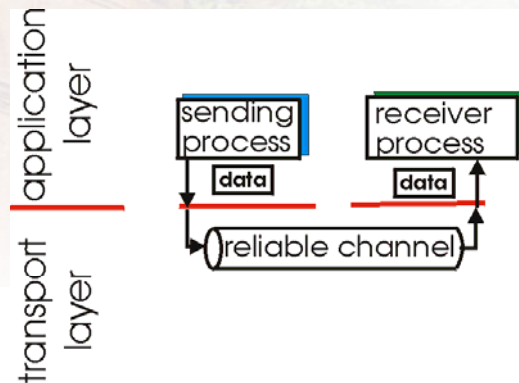 application
layer
sending
process
receiver
process
data
data
reliable channel
transport
layer